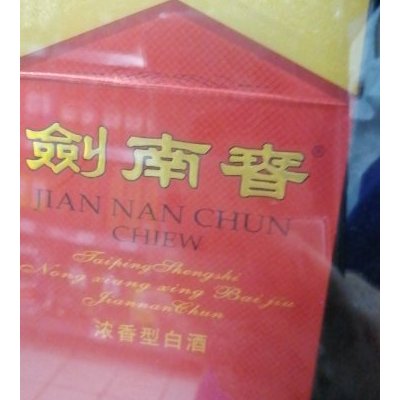 劍南春®
JIAN NAN CHUN
CHIEW
TaipingShengshi
Nong xiang xing Bai jiu
JiannanChun
浓香型白酒